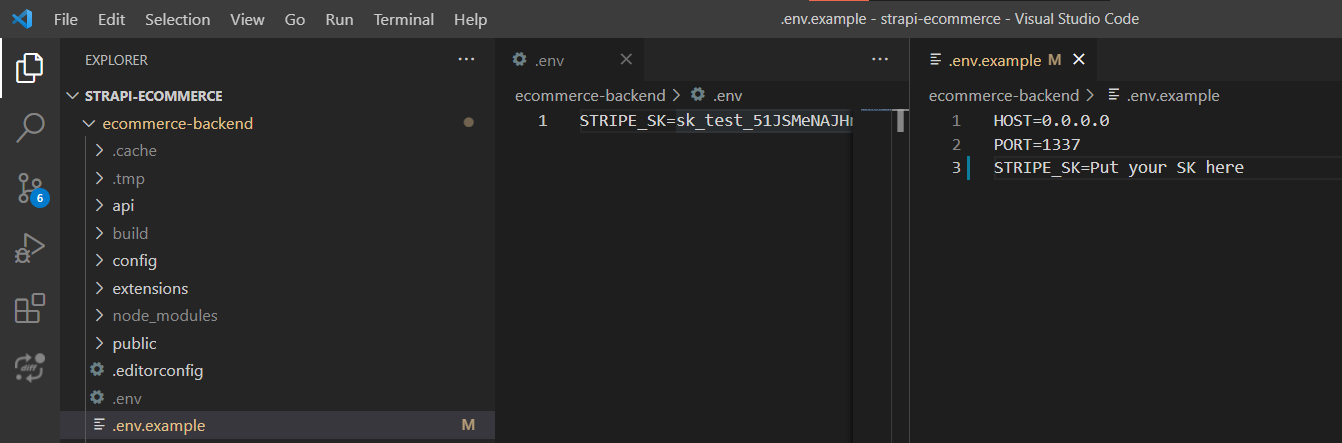 File Edit Selection View Go Run Terminal Help
.env.example - strapi-ecommerce - Visual Studio Code
EXPLORER
STRAPI-ECOMMERCE
ecommerce-backend
.cache
.tmp
api
build
config
extensions
node_modules
public
.editorconfig
.env
.env.example M
6
diff
.env
ecommerce-backend > .env
1 STRIPE_SK=sk_test_51JSMeNAJH
.env.example M
ecommerce-backend > .env.example
1 HOST=0.0.0.0
2 PORT=1337
3 STRIPE_SK=Put your SK here